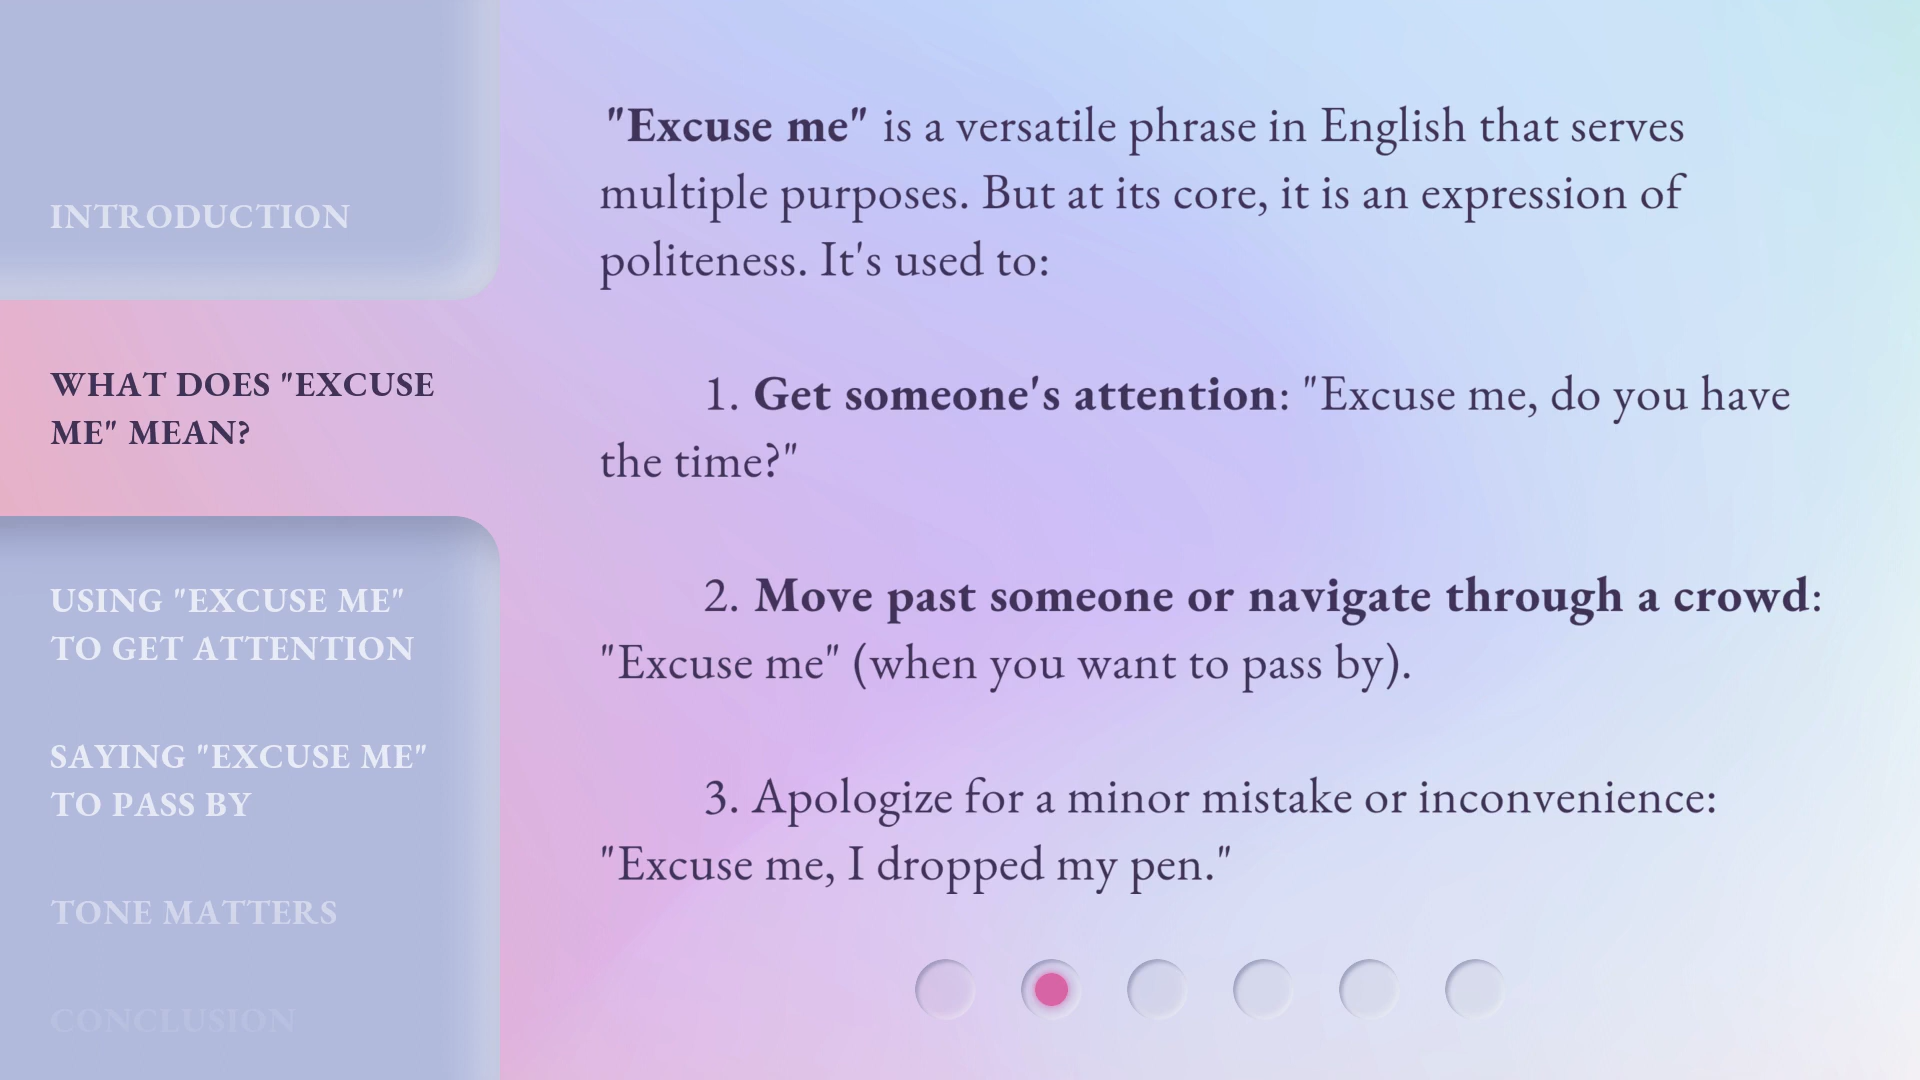 INTRODUCTION
WHAT DOES "EXCUSE
ME" MEAN?
USING "EXCUSE ME"
TO GET ATTENTION
SAYING "EXCUSE ME"
TO PASS BY
TONE MATTERS
CONCLUSION
"Excuse me" is a versatile phrase in English that serves
multiple purposes. But at its core, it is an expression of
politeness. It's used to:
1. Get someone's attention: "Excuse me, do you have
the time?"
2. Move past someone or navigate through a crowd:
"Excuse me" (when you want to pass by).
3. Apologize for a minor mistake or inconvenience:
"Excuse me, I dropped my pen."